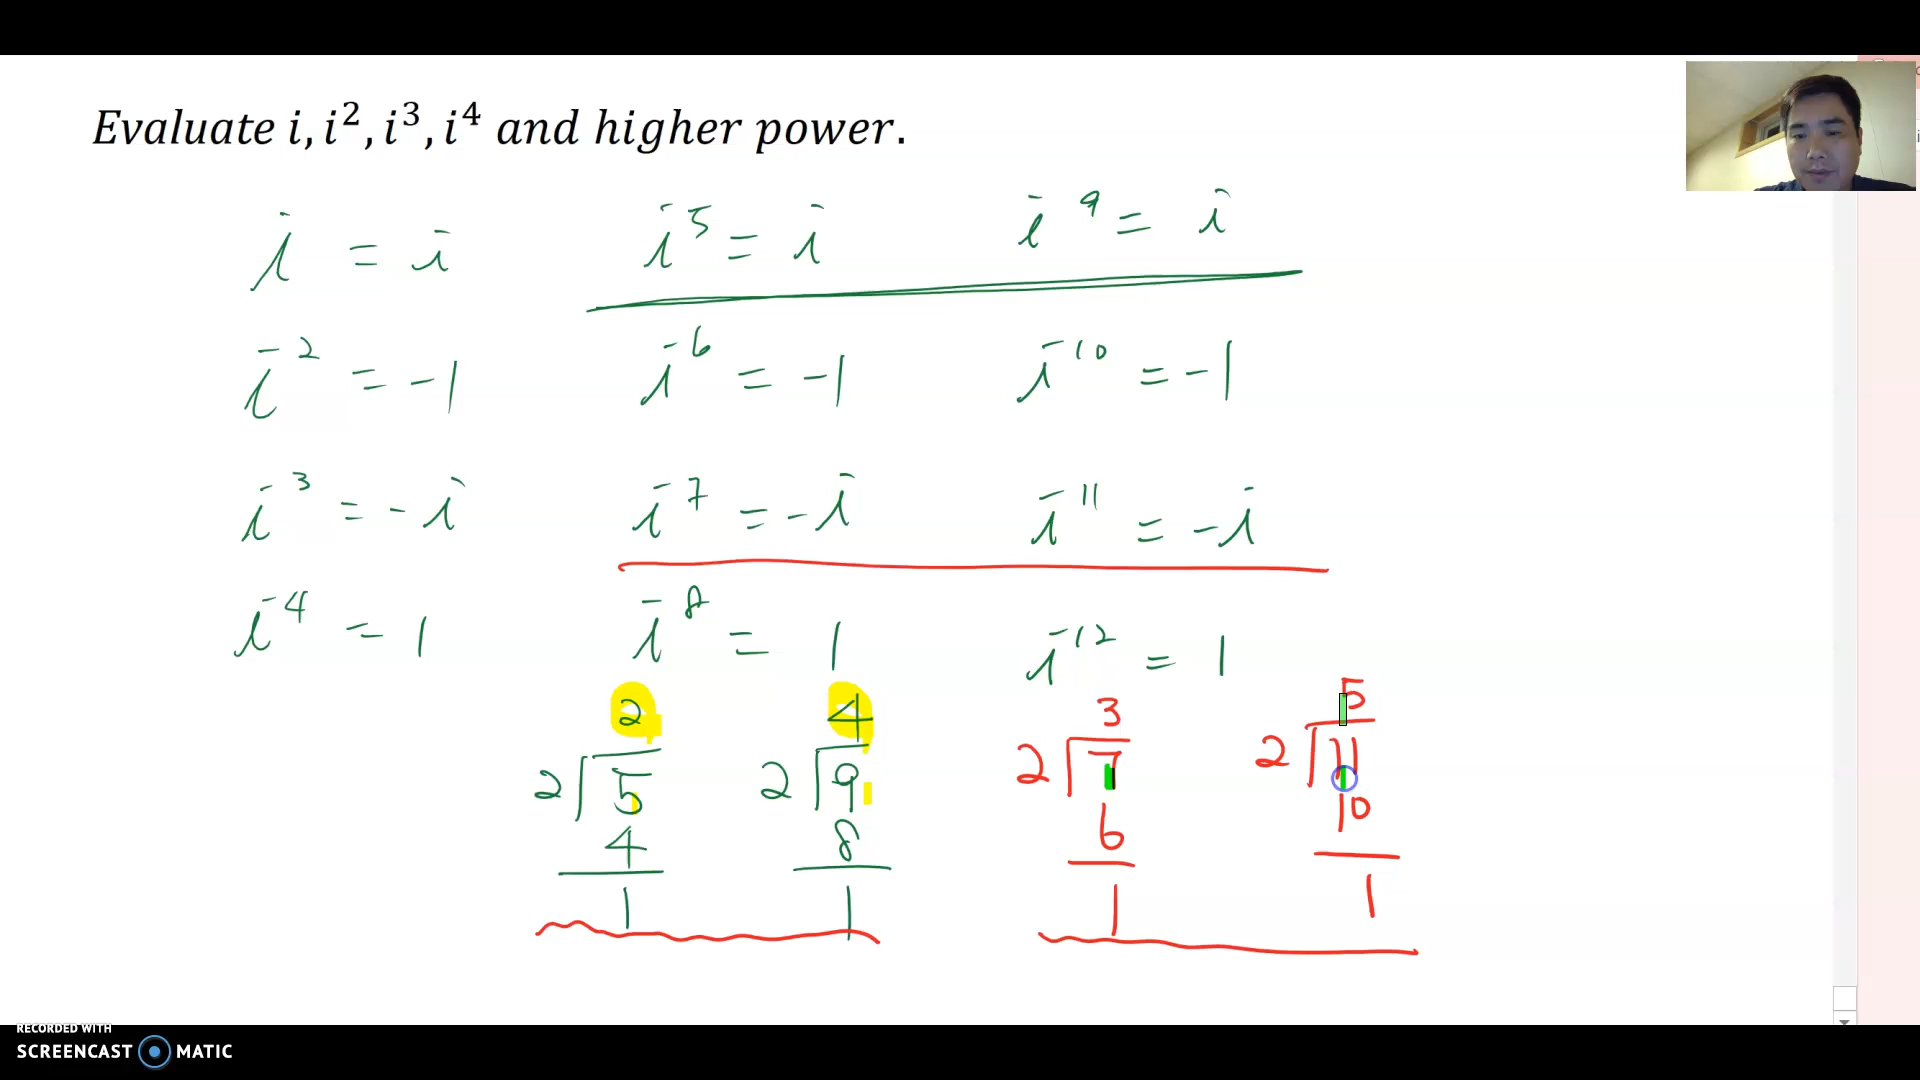 Evaluate i, i², i³, i⁴ and higher power.
i = i    i⁵ = i    i⁹ = i
i² = -1    i⁶ = -1    i¹⁰ = -1
i³ = -i    i⁷ = -i    i¹¹ = -i
i⁴ = 1    i⁸ = 1    i¹² = 1
2    4    3    5
2 5    2 9    2 7    2 11
4    8    6    10
1    1    1    1
RECORDED WITH
SCREENCAST MATIC